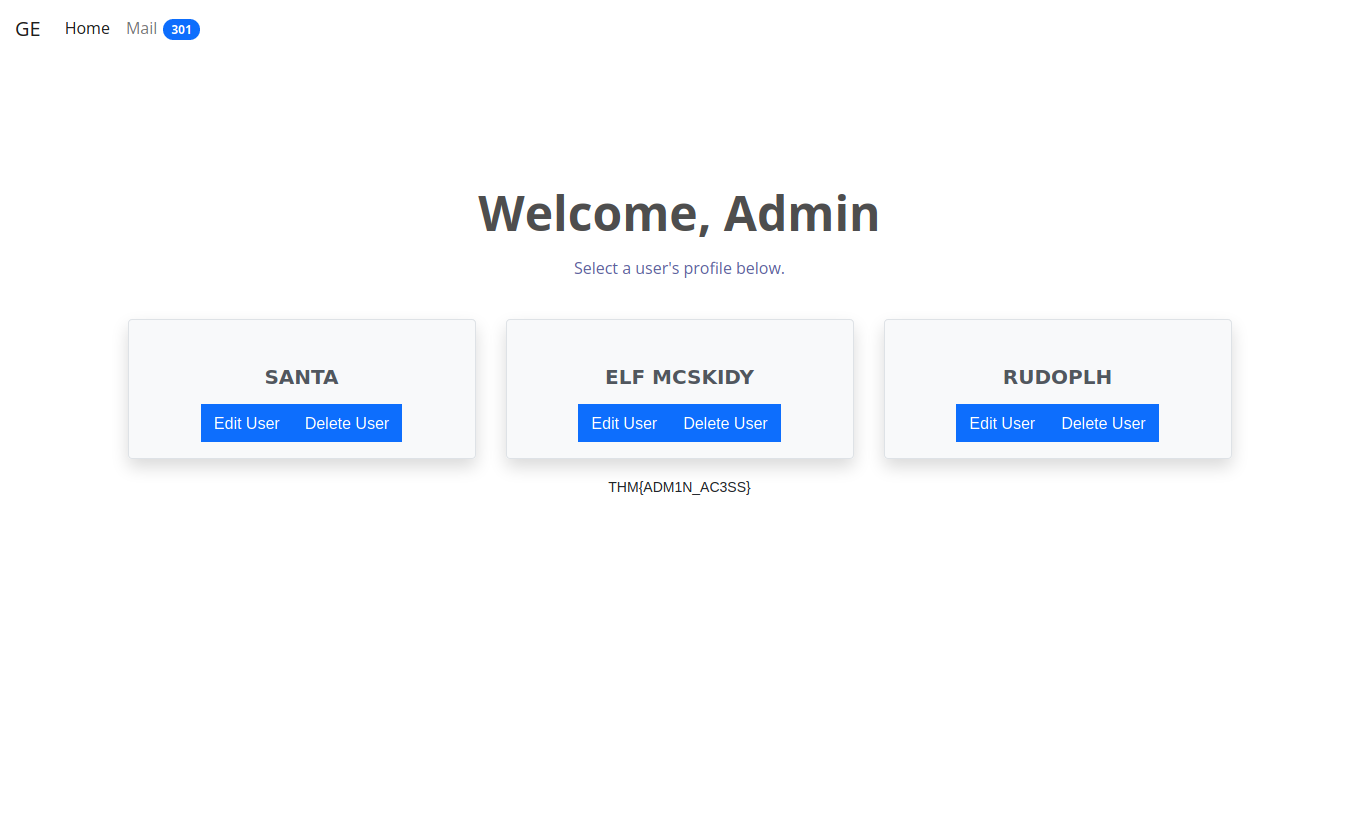 GE Home Mail 301
Welcome, Admin
Select a user's profile below.
SANTA
Edit User Delete User
ELF MCSKIDY
Edit User Delete User
RUDOPLH
Edit User Delete User
THM{ADM1N_AC3SS}